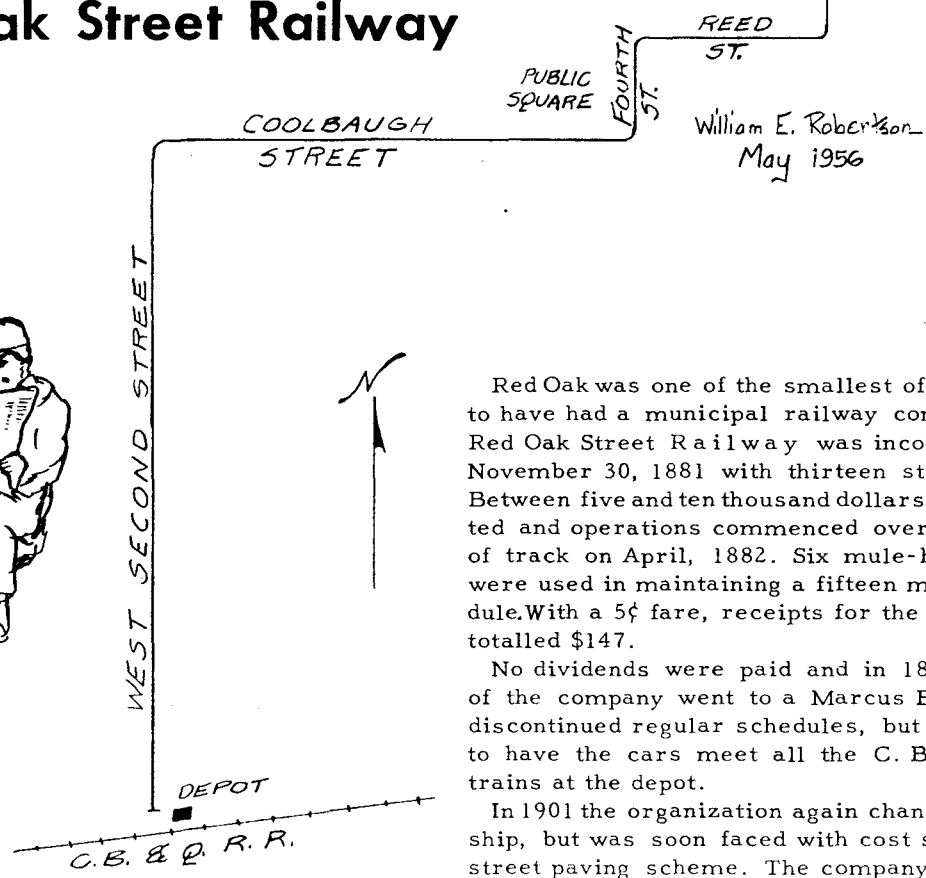 ak Street Railway
REED
ST.
FOURTH
ST.
PUBLIC
SQUARE
COOLBAUGH
STREET
William E. Robertson
May 1956
WEST SECOND STREET
N
DEPOT
C.B. & Q. R. R.
Red Oak was one of the smallest of
to have had a municipal railway cor
Red Oak Street Railway was inco
November 30, 1881 with thirteen st
Between five and ten thousand dollars
ted and operations commenced over
of track on April, 1882. Six mule-h
were used in maintaining a fifteen m
dule. With a 5¢ fare, receipts for the
totalled $147.
No dividends were paid and in 18
of the company went to a Marcus E
discontinued regular schedules, but
to have the cars meet all the C. B
trains at the depot.
In 1901 the organization again chan
ship, but was soon faced with cost s
street paving scheme. The company